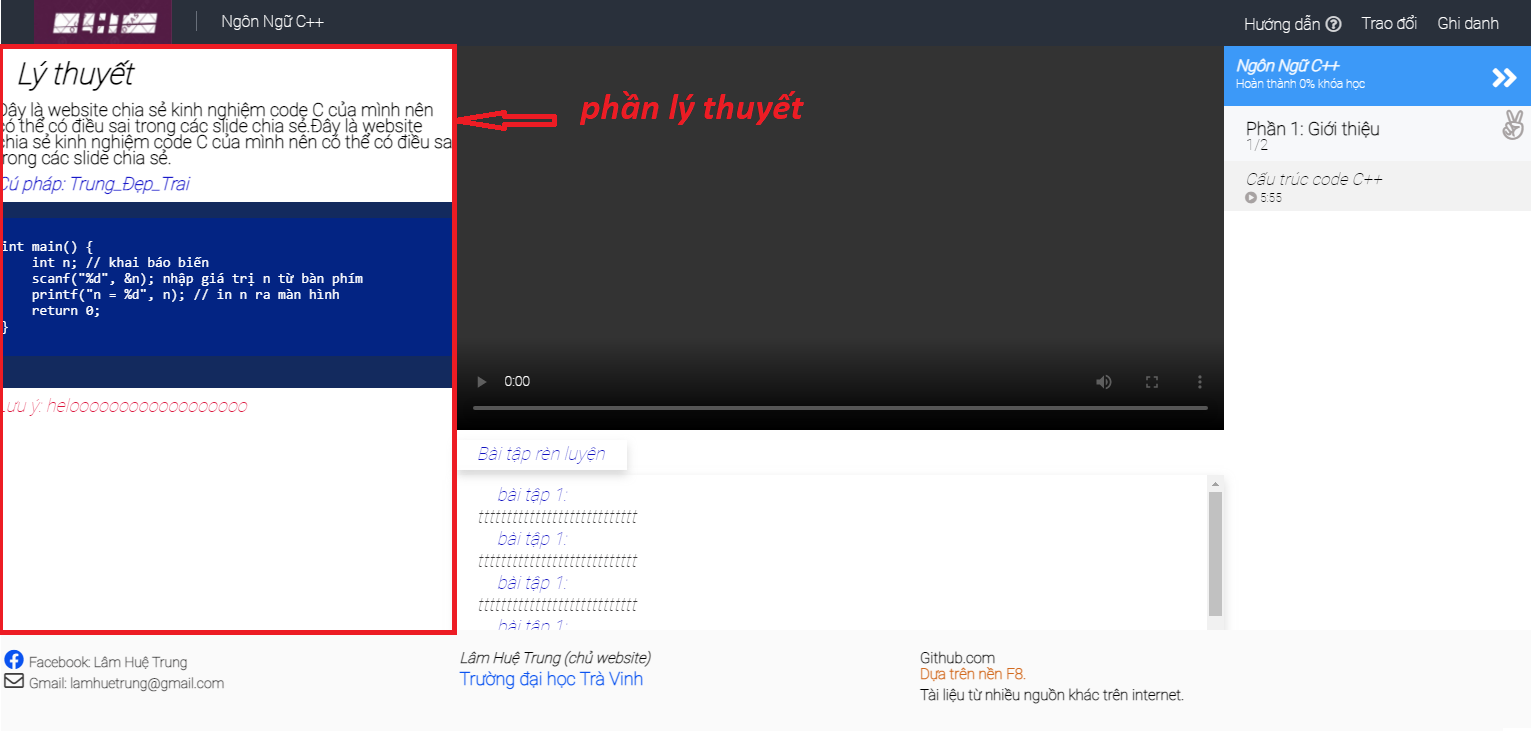 Ngôn Ngữ C++
Hướng dẫn
Trao đổi
Ghi danh
Lý thuyết
Đây là website chia sẻ kinh nghiệm code C của mình nên
có thể có điều sai trong các slide chia sẻ.Đây là website
chia sẻ kinh nghiệm code C của mình nên có thể có điều sa
trong các slide chia sẻ.
Cú pháp: Trung_Đẹp_Trai
int main() {
int n; // khai báo biến
scanf("%d", &n); nhập giá trị n từ bàn phím
printf("n = %d", n); // in n ra màn hình
return 0;
}
Lưu ý: helooooooooooooooooooo
phần lý thuyết
0:00
Bài tập rèn luyện
bài tập 1:
tttttttttttttttttttttttttttt
bài tập 1:
tttttttttttttttttttttttttttt
bài tập 1:
tttttttttttttttttttttttttttt
bài tập 1:
Ngôn Ngữ C++
Hoàn thành 0% khóa học
Phần 1: Giới thiệu
1/2
Cấu trúc code C++
5:55
Facebook: Lâm Huệ Trung
Gmail: lamhuetrung@gmail.com
Lâm Huệ Trung (chủ website)
Trường đại học Trà Vinh
Github.com
Dựa trên nền F8.
Tài liệu từ nhiều nguồn khác trên internet.